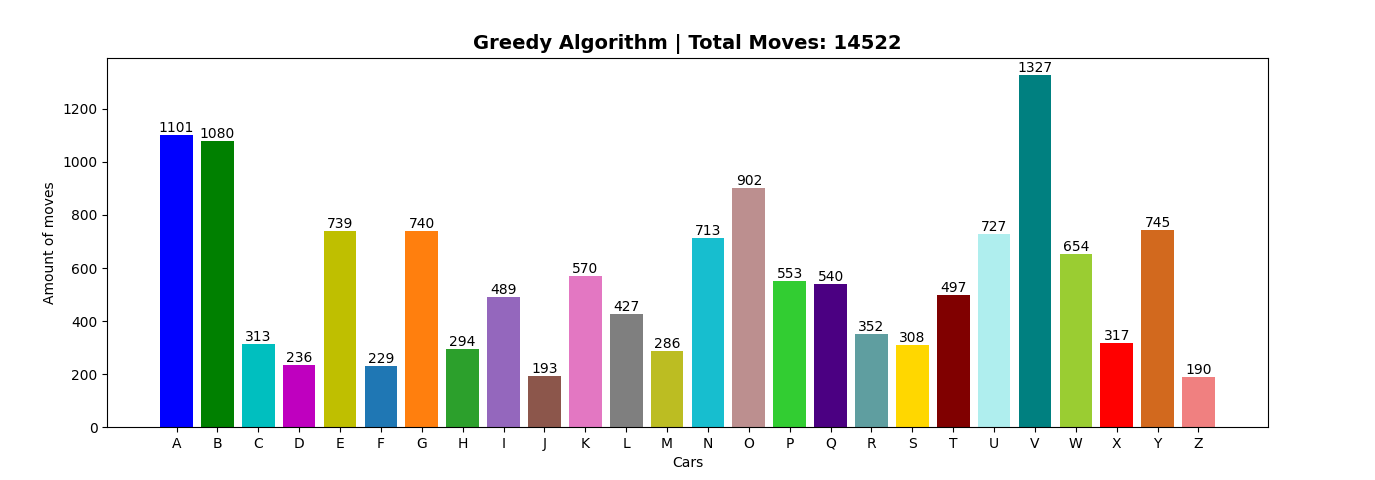 Greedy Algorithm | Total Moves: 14522
Amount of moves
1200
1000
800
600
400
200
0
1101 1080 313 236 739 229 740 294 489 193 570 427 286 713 902 553 540 352 308 497 727 1327 654 317 745 190
A B C D E F G H I J K L M N O P Q R S T U V W X Y Z
Cars